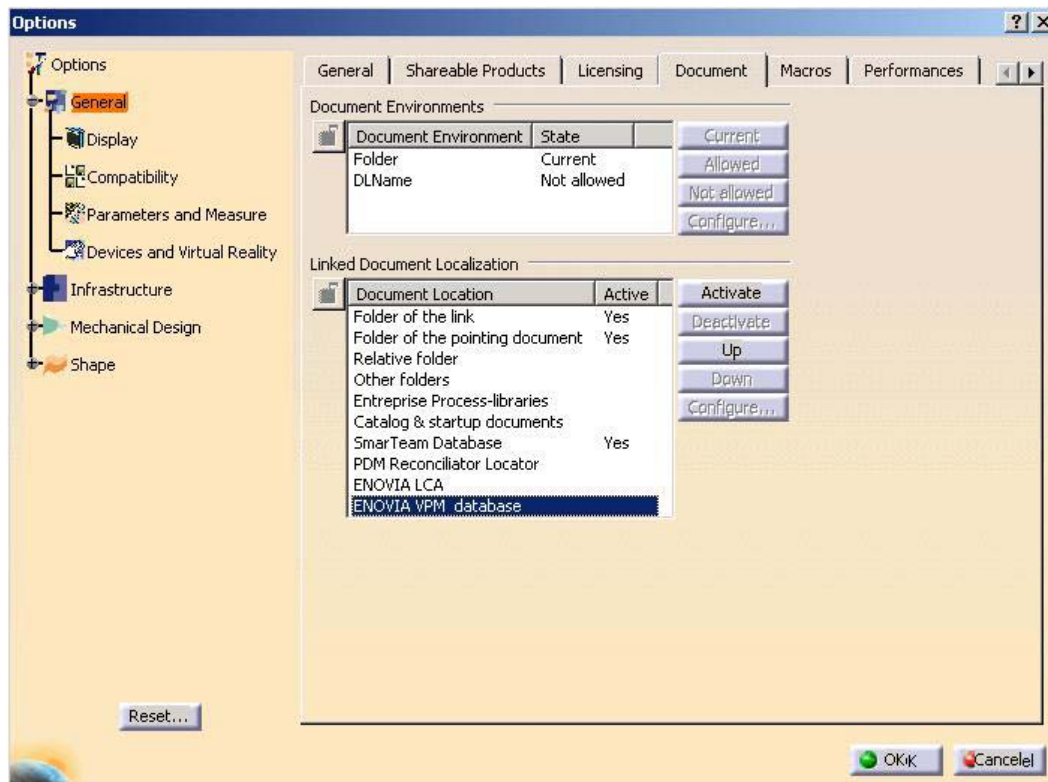 Options
Options
General
Display
Compatibility
Parameters and Measure
Devices and Virtual Reality
Infrastructure
Mechanical Design
Shape
Reset...
General Shareable Products Licensing Document Macros Performances
Document Environments
Document Environment State
Folder Current
DLName Not allowed
Current
Allowed
Not allowed
Configure...
Linked Document Localization
Document Location Active
Folder of the link Yes
Folder of the pointing document Yes
Relative folder
Other folders
Entreprise Process-libraries
Catalog & startup documents
SmarTeam Database Yes
PDM Reconciliator Locator
ENOVIA LCA
ENOVIA VPM database
Activate
Deactivate
Up
Down
Configure...
OKiK Cancelel